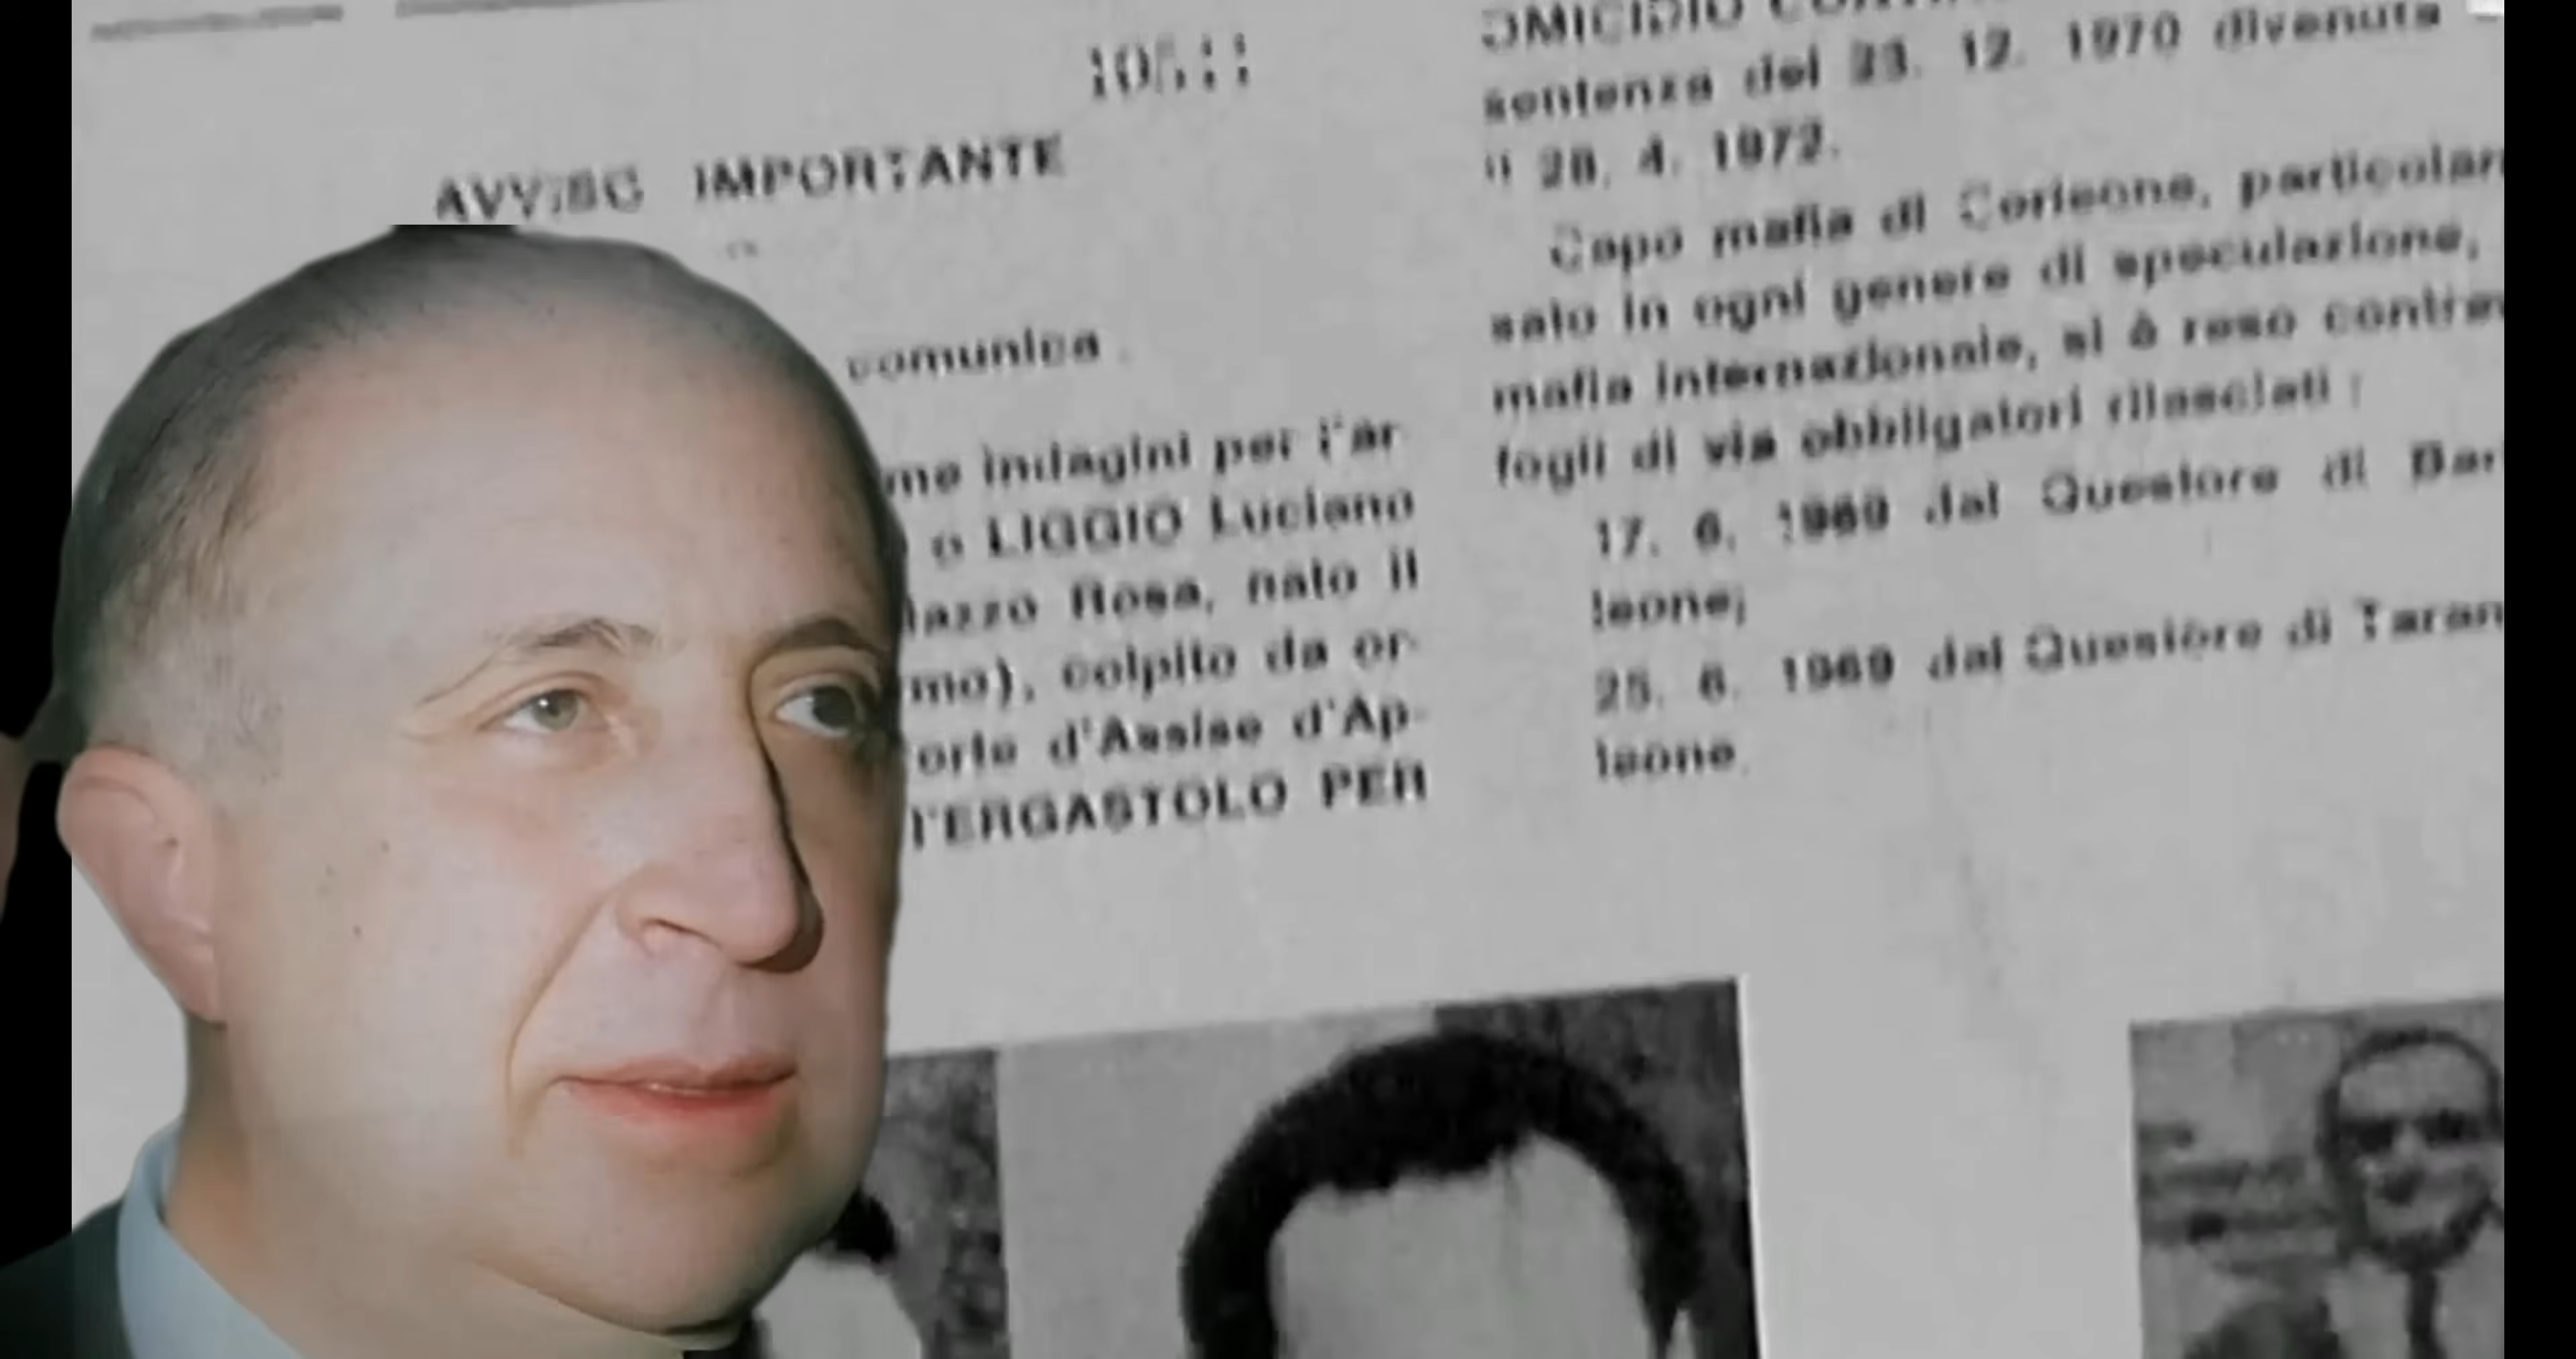 AVVISO IMPORTANTE
comunica
me indagini per l'ar-
o LIGGIO Luciano
lazzo Rosa, nato il
mo), colpito da or-
orte d'Assise d'Ap-
l'ERGASTOLO PER
OMICIDIO
sentenza del 23. 12. 1970 divenuta
il 28. 4. 1972.
Capo mafia di Corleone, particolar
sato in ogni genere di speculazione,
mafia internazionale, si è reso contra
fogli di via obbligatori rilasciati :
17. 6. 1969 dal Questore di Bar
leone;
25. 6. 1969 dal Questore di Taran
leone.